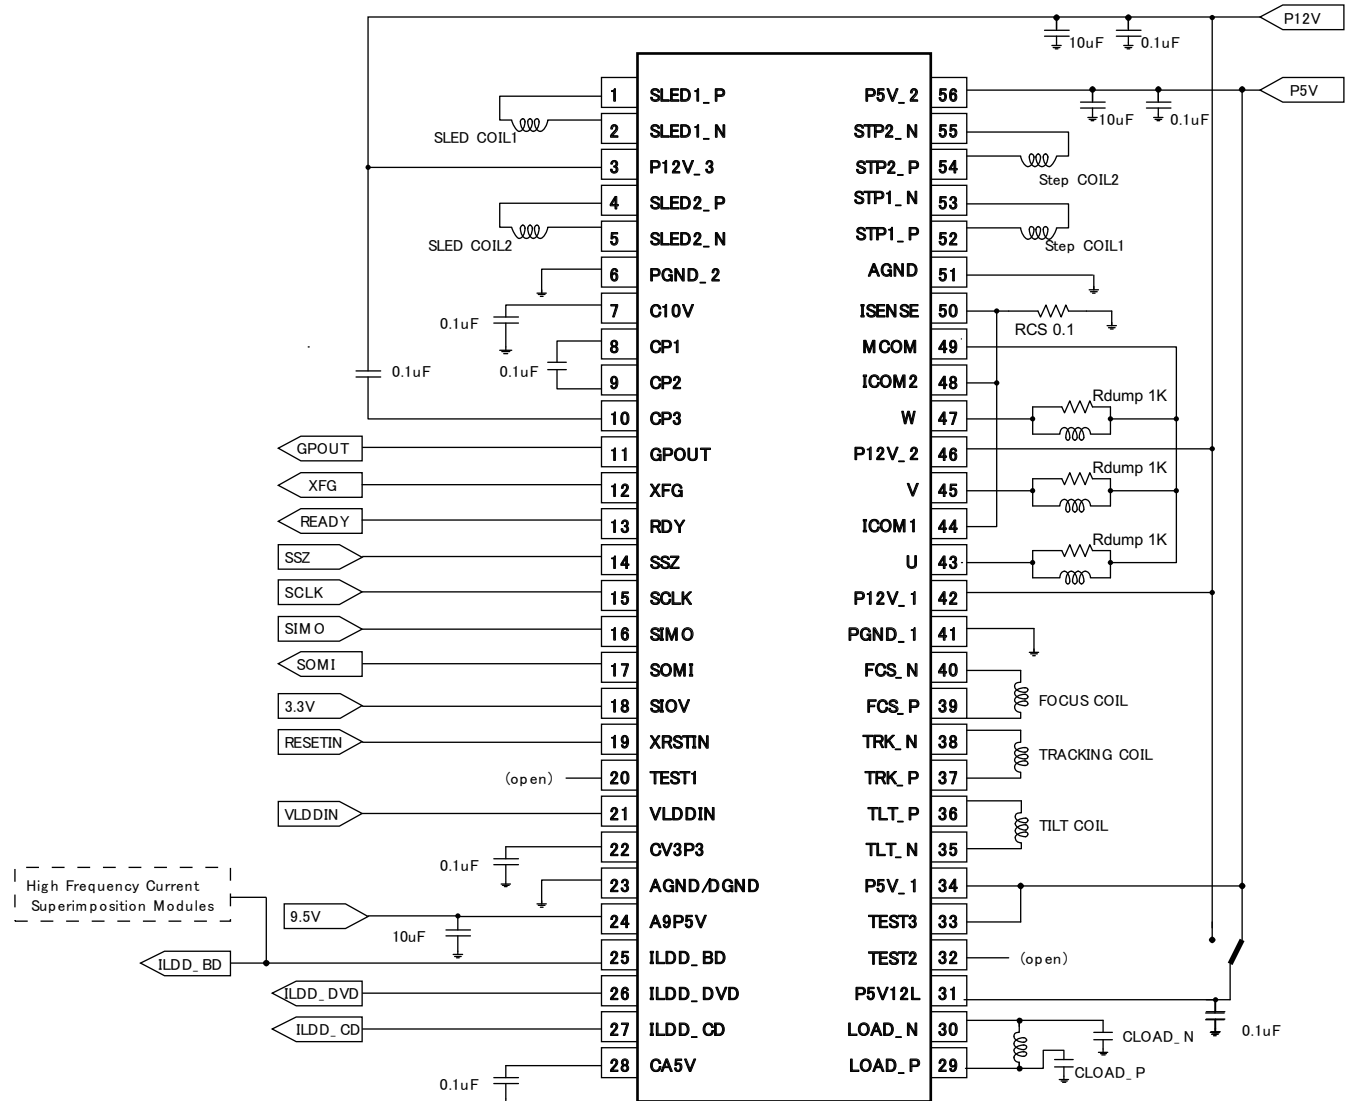 P12V
10uF
0.1uF
P5V
10uF
0.1uF
1 SLED1_P
SLED COIL1
2 SLED1_N
3 P12V_3
4 SLED2_P
SLED COIL2
5 SLED2_N
6 PGND_2
7 C10V
0.1uF
8 CP1
0.1uF
0.1uF
9 CP2
10 CP3
GPOUT
11 GPOUT
XFG
12 XFG
READY
13 RDY
SSZ
14 SSZ
SCLK
15 SCLK
SIMO
16 SIMO
SOMI
17 SOMI
3.3V
18 SIOV
RESETIN
19 XRSTIN
(open)
20 TEST1
VLDDIN
21 VLDDIN
22 CV3P3
0.1uF
High Frequency Current
Superimposition Modules
23 AGND/DGND
9.5V
24 A9P5V
10uF
ILDD_BD
25 ILDD_BD
ILDD_DVD
26 ILDD_DVD
ILDD_CD
27 ILDD_CD
28 CA5V
0.1uF
P5V_2 56
STP2_N 55
STP2_P 54
Step COIL2
STP1_N 53
STP1_P 52
Step COIL1
AGND 51
ISENSE 50
RCS 0.1
MCOM 49
ICOM2 48
Rdump 1K
W 47
P12V_2 46
Rdump 1K
V 45
ICOM1 44
Rdump 1K
U 43
P12V_1 42
PGND_1 41
FCS_N 40
FOCUS COIL
FCS_P 39
TRK_N 38
TRACKING COIL
TRK_P 37
TLT_P 36
TILT COIL
TLT_N 35
P5V_1 34
TEST3 33
TEST2 32
(open)
P5V12L 31
0.1uF
LOAD_N 30
CLOAD_N
LOAD_P 29
CLOAD_P